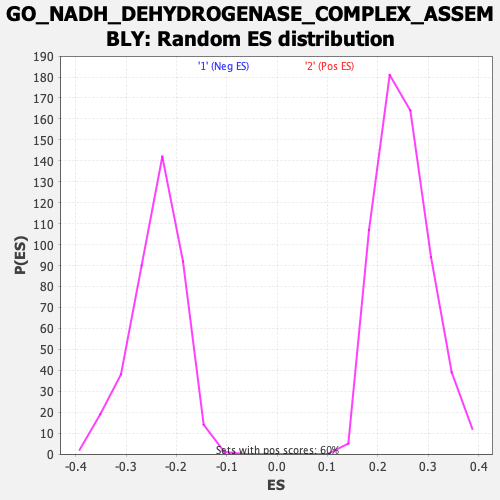 GO_NADH_DEHYDROGENASE_COMPLEX_ASSEM
BLY: Random ES distribution
'1' (Neg ES) '2' (Pos ES)
190
180
170
160
150
140
130
120
110
100
90
80
70
60
50
40
30
20
10
0
P(ES)
Sets with pos scores: 60%
-0.4 -0.3 -0.2 -0.1 0.0 0.1 0.2 0.3 0.4
ES